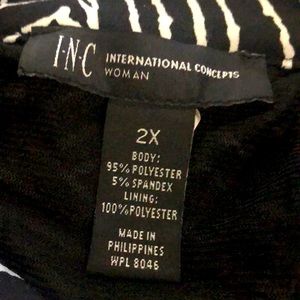 I·N·C INTERNATIONAL CONCEPTS
WOMAN
2X
BODY:
95% POLYESTER
5% SPANDEX
LINING:
100% POLYESTER
MADE IN
PHILIPPINES
WPL 8046